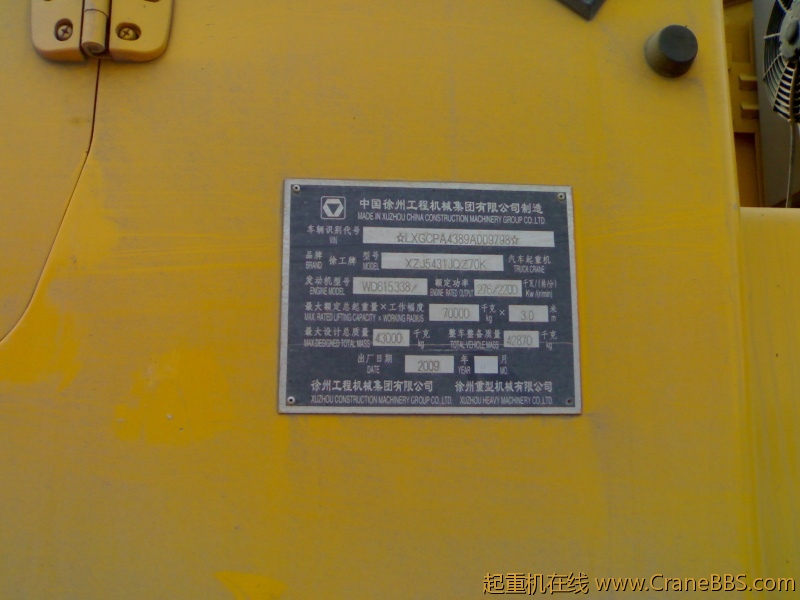 中国徐州工程机械集团有限公司制造
MADE IN XUZHOU CHINA CONSTRUCTION MACHINERY GROUP CO.,LTD.
车辆识别代号 ☆LXGCPA4389A009798☆
VIN
品牌 徐工牌 型号 XZJ5431JQZ70K 汽车起重机
BRAND MODEL TRUCK CRANE
发动机型号 WD615338 额定功率 276/2200 千瓦/(转/分)
ENGINE MODEL ENGINE RATED OUTPUT Kw /(r/min)
最大额定总起重量×工作幅度 70000 千克 × 3.0 米
MAX. RATED LIFTING CAPACITY × WORKING RADIUS kg m
最大设计总质量 43000 千克 整车整备质量 42870 千克
MAX.DESIGNED TOTAL MASS kg TOTAL VEHICLE MASS kg
出厂日期 2009 年 月
DATE YEAR MO.
徐州工程机械集团有限公司 徐州重型机械有限公司
XUZHOU CONSTRUCTION MACHINERY GROUP CO.,LTD. XUZHOU HEAVY MACHINERY CO.,LTD.
起重机在线 www.CraneBBS.com